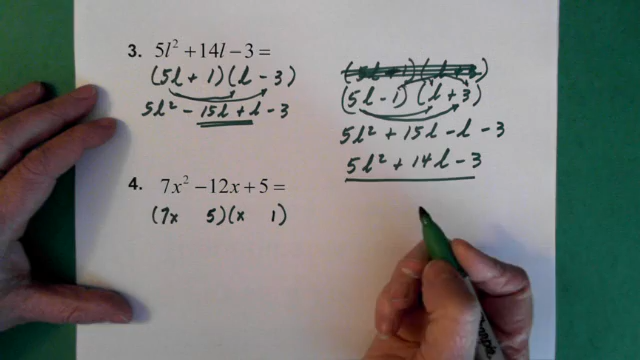 3. 5l² + 14l − 3 =
(5l + 1)(l − 3)
5l² − 15l + l − 3
(5l − 1)(l + 3)
5l² + 15l − l − 3
5l² + 14l − 3
4. 7x² − 12x + 5 =
(7x 5)(x 1)